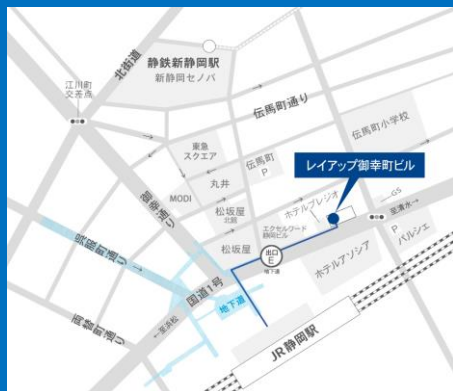 北街道
静鉄新静岡駅
新静岡セノバ
江川町
交差点
伝馬町通り
伝馬町小学校
東急
スクエア
伝馬町
P
レイアップ御幸町ビル
丸井
御幸通り
MODI
松坂屋
北館
ホテルプレジオ
GS
至清水→
エクセルワード
静岡ビル
P
パルシェ
呉服町通り
松坂屋
出口
E
地下道
ホテルアソシア
国道1号
地下道
両替町通り
←至浜松
JR静岡駅